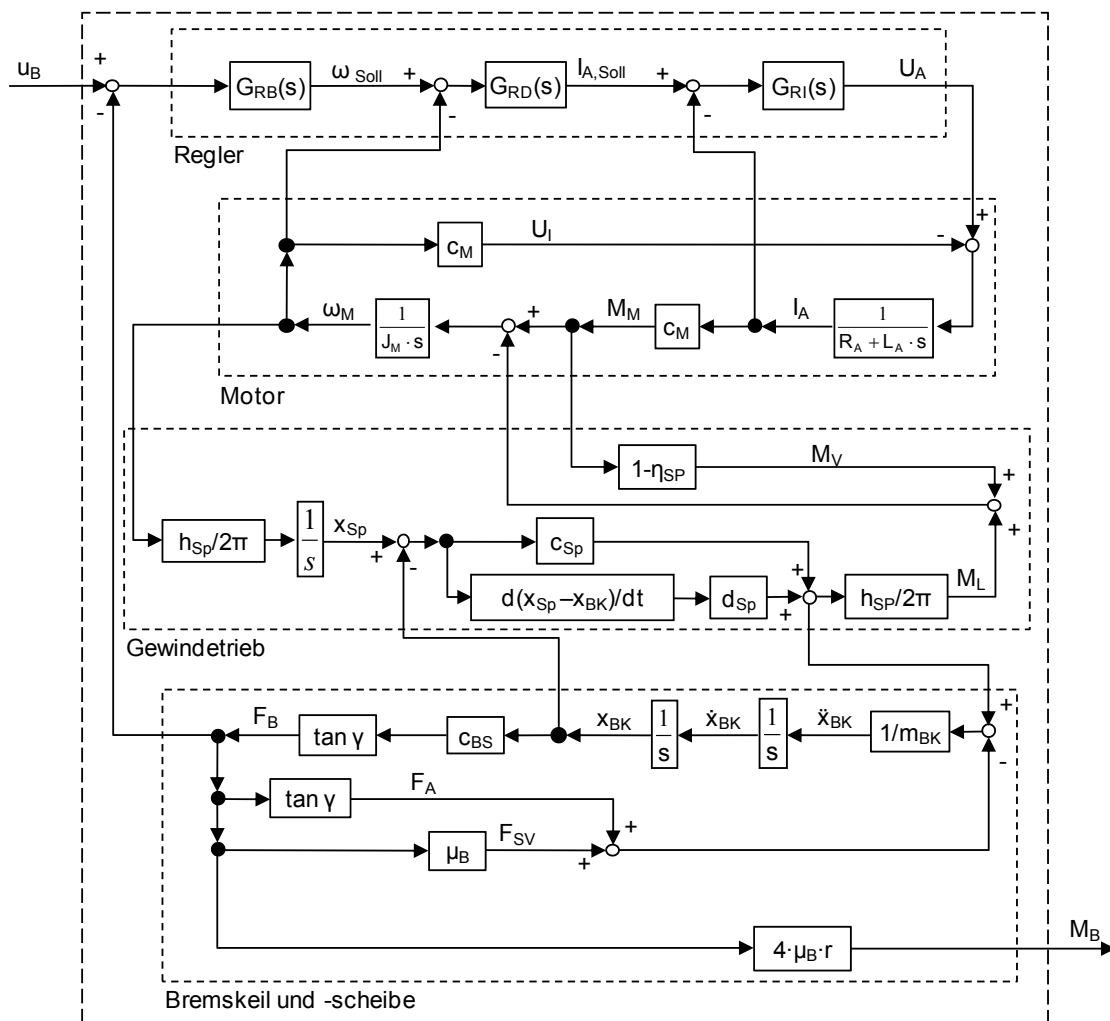 u_B
+
-
G_RB(s)
ω_Soll
+
-
G_RD(s)
I_A,Soll
+
-
G_RI(s)
U_A
Regler
c_M
U_I
-
+
ω_M
1/(J_M · s)
-
+
M_M
c_M
I_A
1/(R_A + L_A · s)
Motor
1-η_SP
M_V
+
+
h_Sp/2π
1/s
x_Sp
+
-
c_Sp
+
d(x_Sp–x_BK)/dt
d_Sp
+
h_SP/2π
M_L
Gewindetrieb
F_B
tan γ
c_BS
x_BK
1/s
ẋ_BK
1/s
ẍ_BK
1/m_BK
+
-
tan γ
F_A
+
μ_B
F_SV
+
4·μ_B·r
M_B
Bremskeil und -scheibe